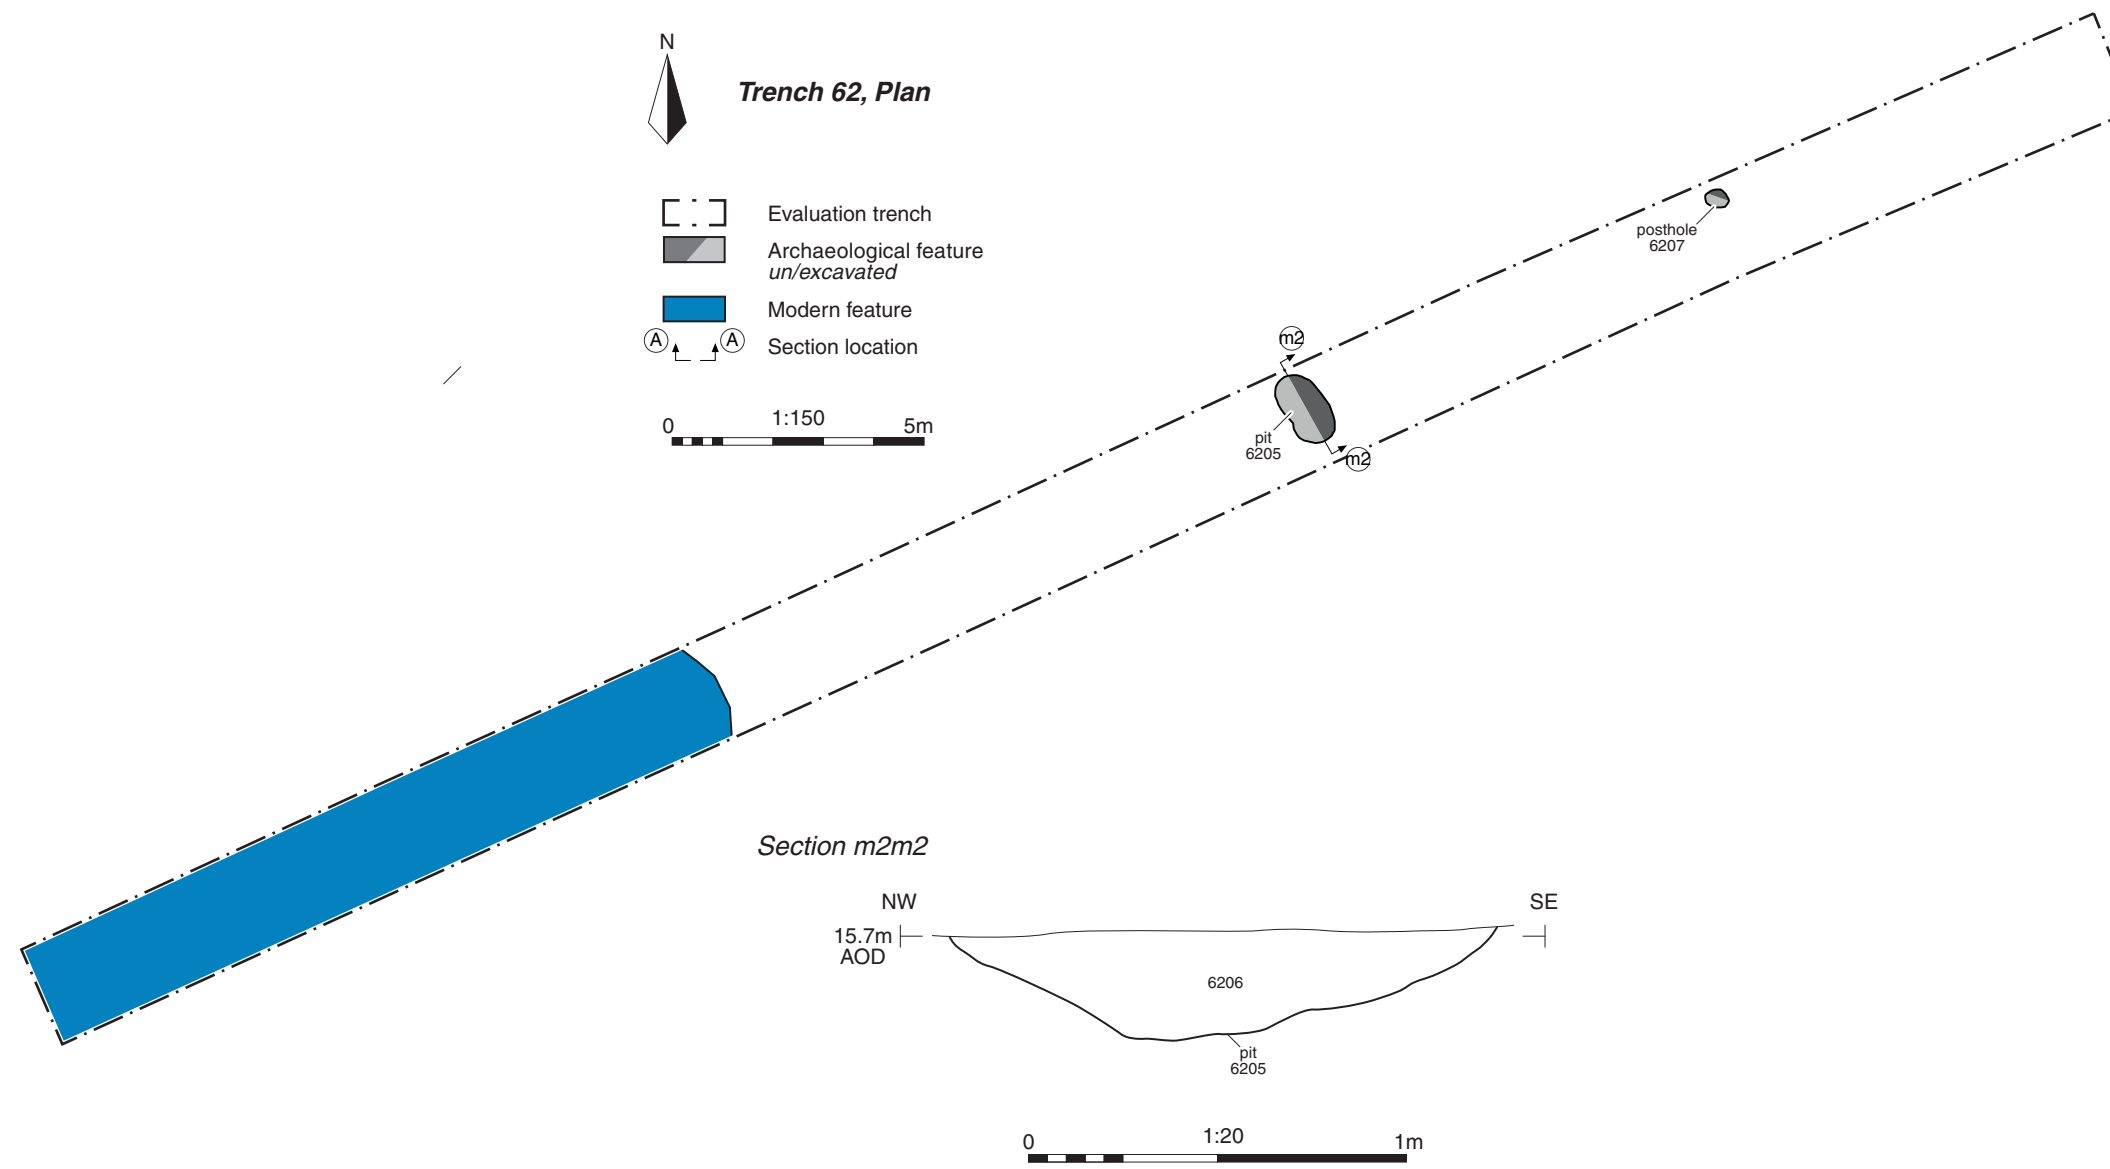 N
Trench 62, Plan
Evaluation trench
Archaeological feature
un/excavated
Modern feature
A A
Section location
0 1:150 5m
posthole
6207
m2
pit
6205
m2
Section m2m2
NW SE
15.7m
AOD
6206
pit
6205
0 1:20 1m